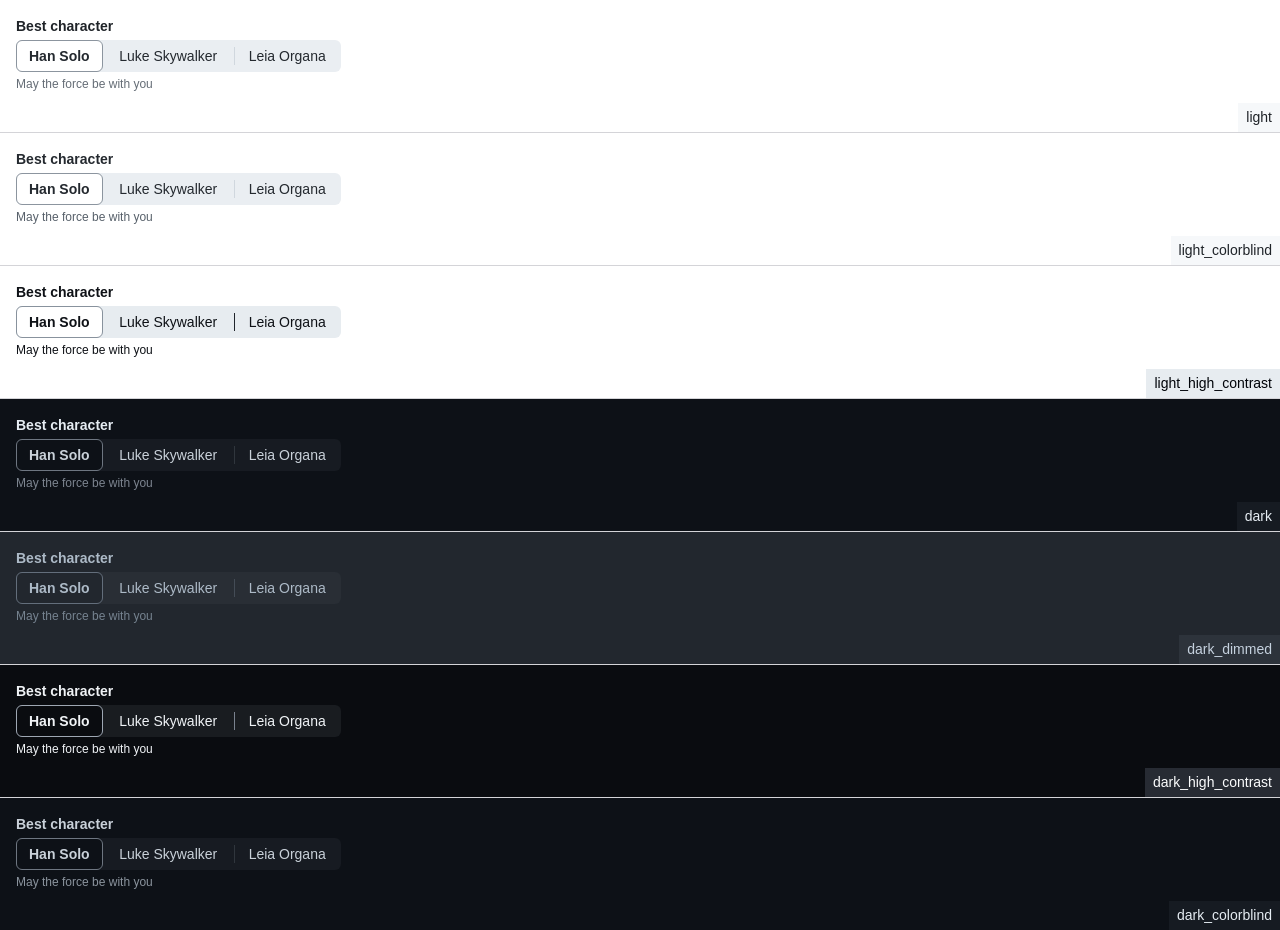 Best character
Han Solo Luke Skywalker Leia Organa
May the force be with you
light
Best character
Han Solo Luke Skywalker Leia Organa
May the force be with you
light_colorblind
Best character
Han Solo Luke Skywalker Leia Organa
May the force be with you
light_high_contrast
Best character
Han Solo Luke Skywalker Leia Organa
May the force be with you
dark
Best character
Han Solo Luke Skywalker Leia Organa
May the force be with you
dark_dimmed
Best character
Han Solo Luke Skywalker Leia Organa
May the force be with you
dark_high_contrast
Best character
Han Solo Luke Skywalker Leia Organa
May the force be with you
dark_colorblind